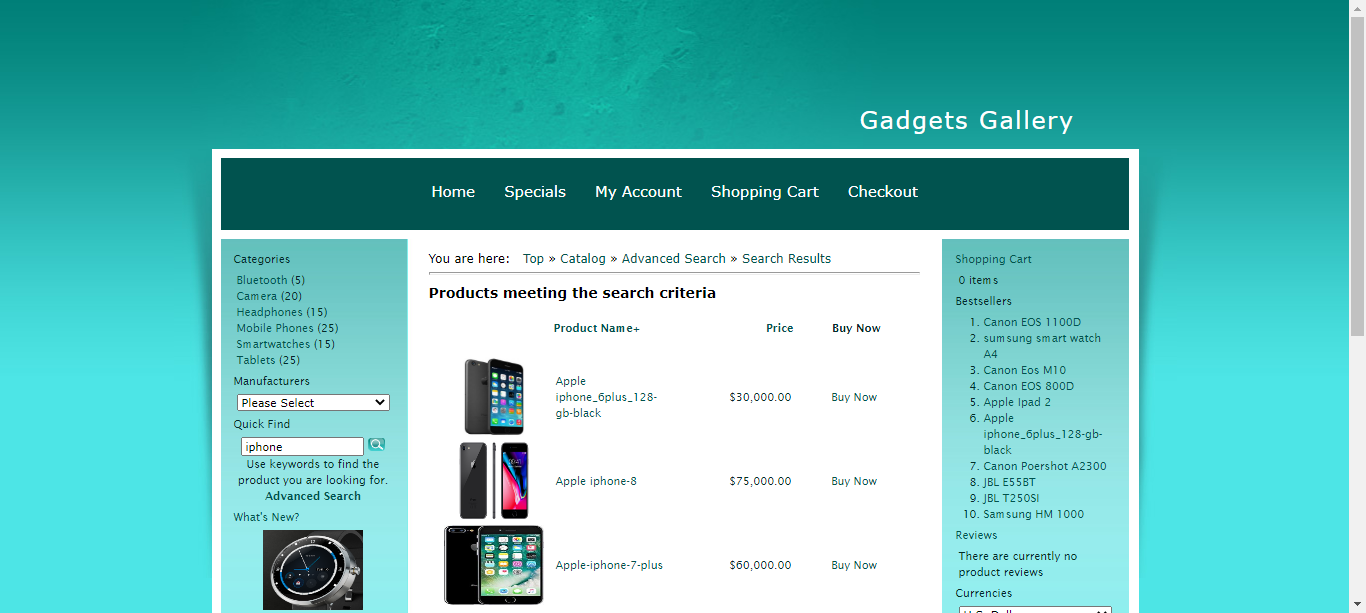 Gadgets Gallery
Home Specials My Account Shopping Cart Checkout
Categories
Bluetooth (5)
Camera (20)
Headphones (15)
Mobile Phones (25)
Smartwatches (15)
Tablets (25)
Manufacturers
Please Select
Quick Find
iphone
Use keywords to find the
product you are looking for.
Advanced Search
What's New?
You are here: Top » Catalog » Advanced Search » Search Results
Products meeting the search criteria
Product Name+ Price Buy Now
Apple
iphone_6plus_128-
gb-black
$30,000.00 Buy Now
Apple iphone-8 $75,000.00 Buy Now
Apple-iphone-7-plus $60,000.00 Buy Now
Shopping Cart
0 items
Bestsellers
1. Canon EOS 1100D
2. sumsung smart watch
A4
3. Canon Eos M10
4. Canon EOS 800D
5. Apple Ipad 2
6. Apple
iphone_6plus_128-gb-
black
7. Canon Poershot A2300
8. JBL E55BT
9. JBL T250SI
10. Samsung HM 1000
Reviews
There are currently no
product reviews
Currencies
U.S. Dollar